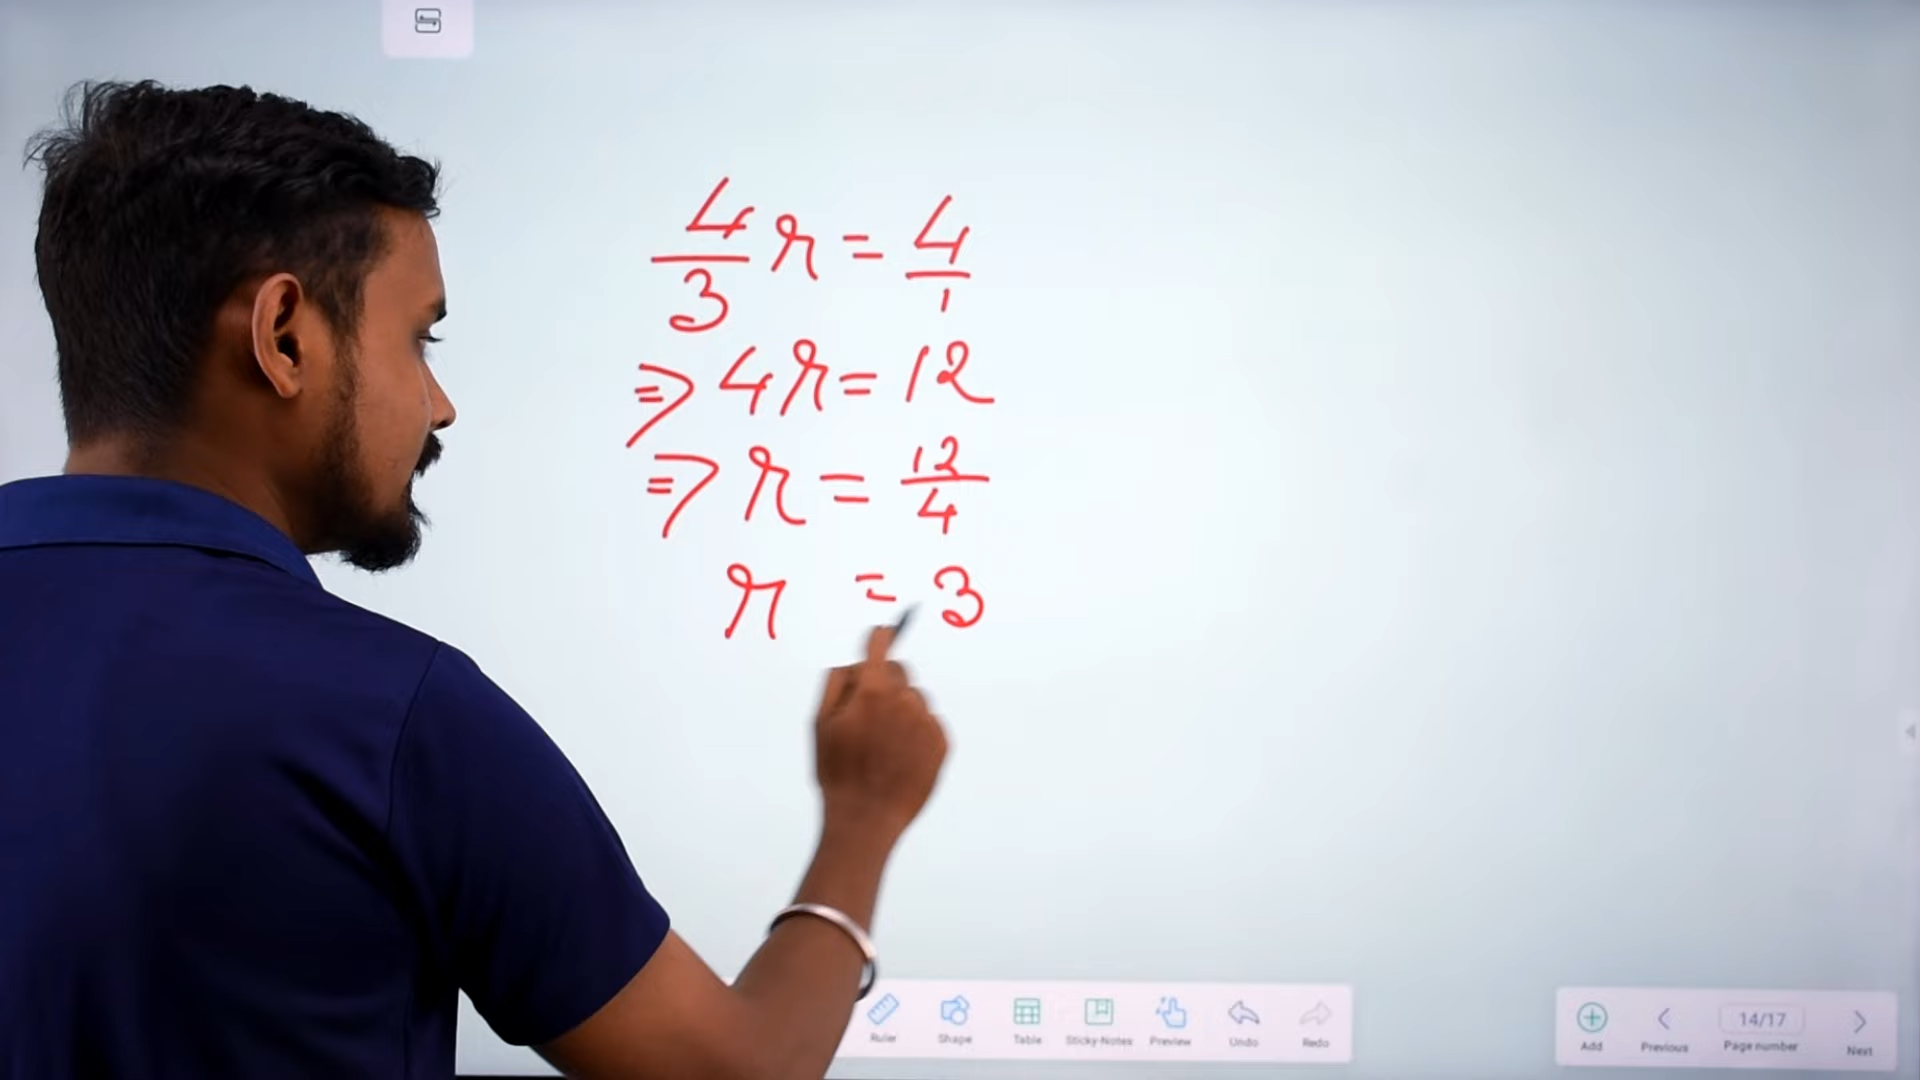 4/3 r = 4/1
⇒ 4r = 12
⇒ r = 12/4
r = 3
Ruler Shape Table Sticky Notes Preview Undo Redo
Add Previous 14/17 Page number Next